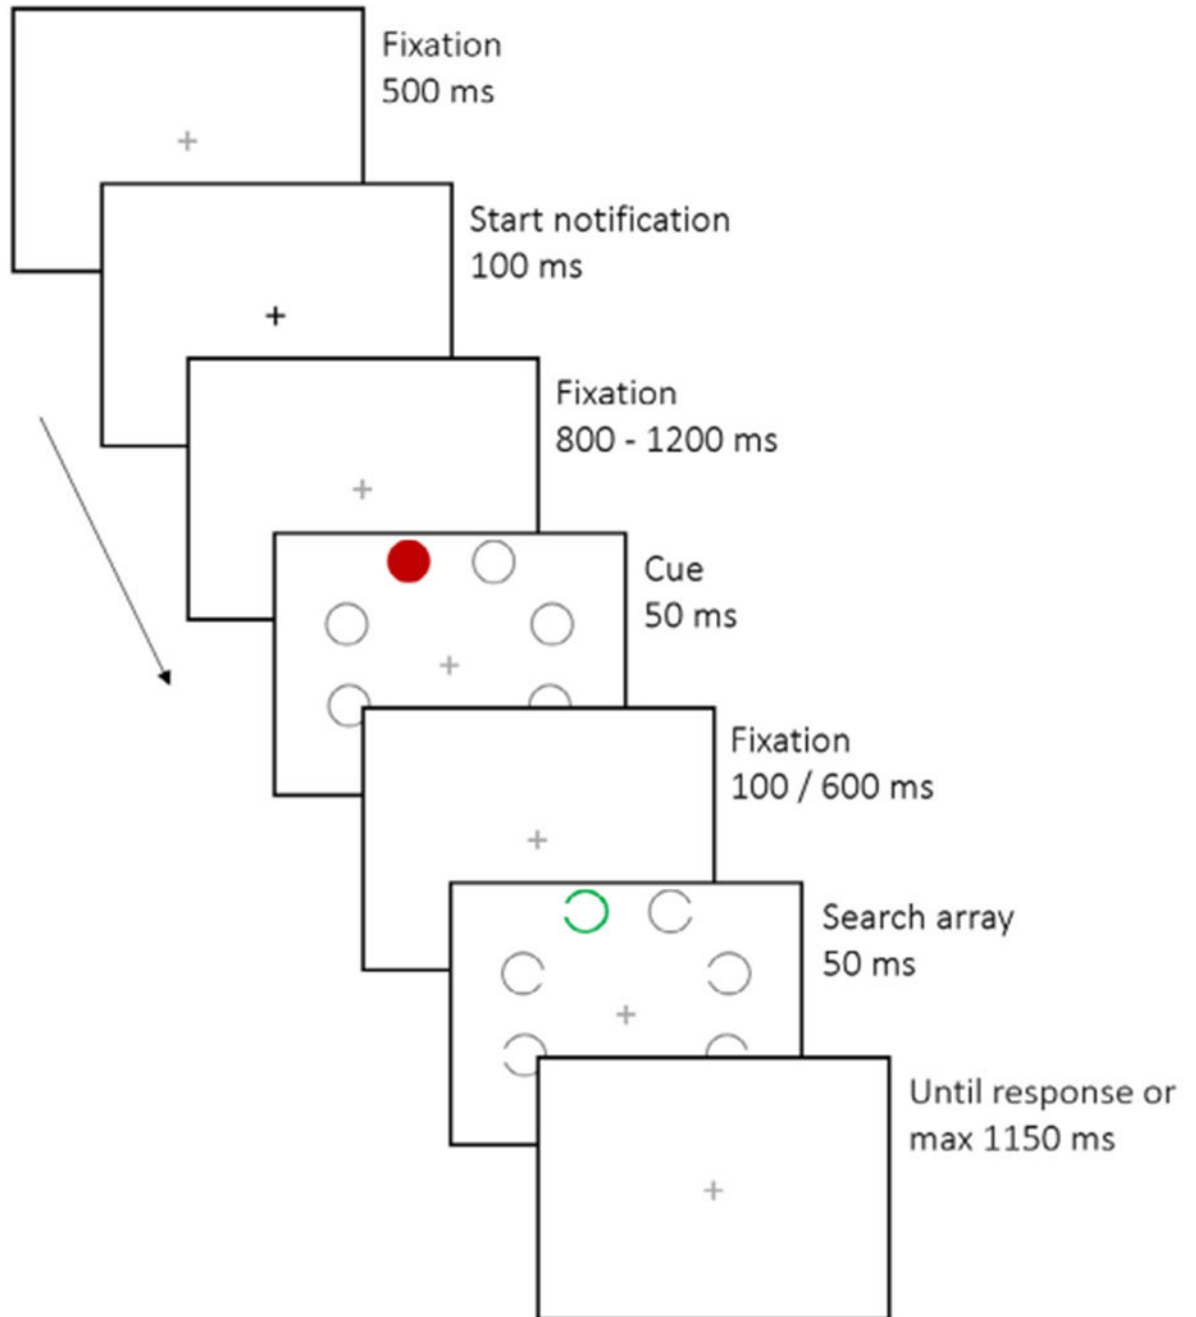 Fixation
500 ms
Start notification
100 ms
Fixation
800 - 1200 ms
Cue
50 ms
Fixation
100 / 600 ms
Search array
50 ms
Until response or
max 1150 ms